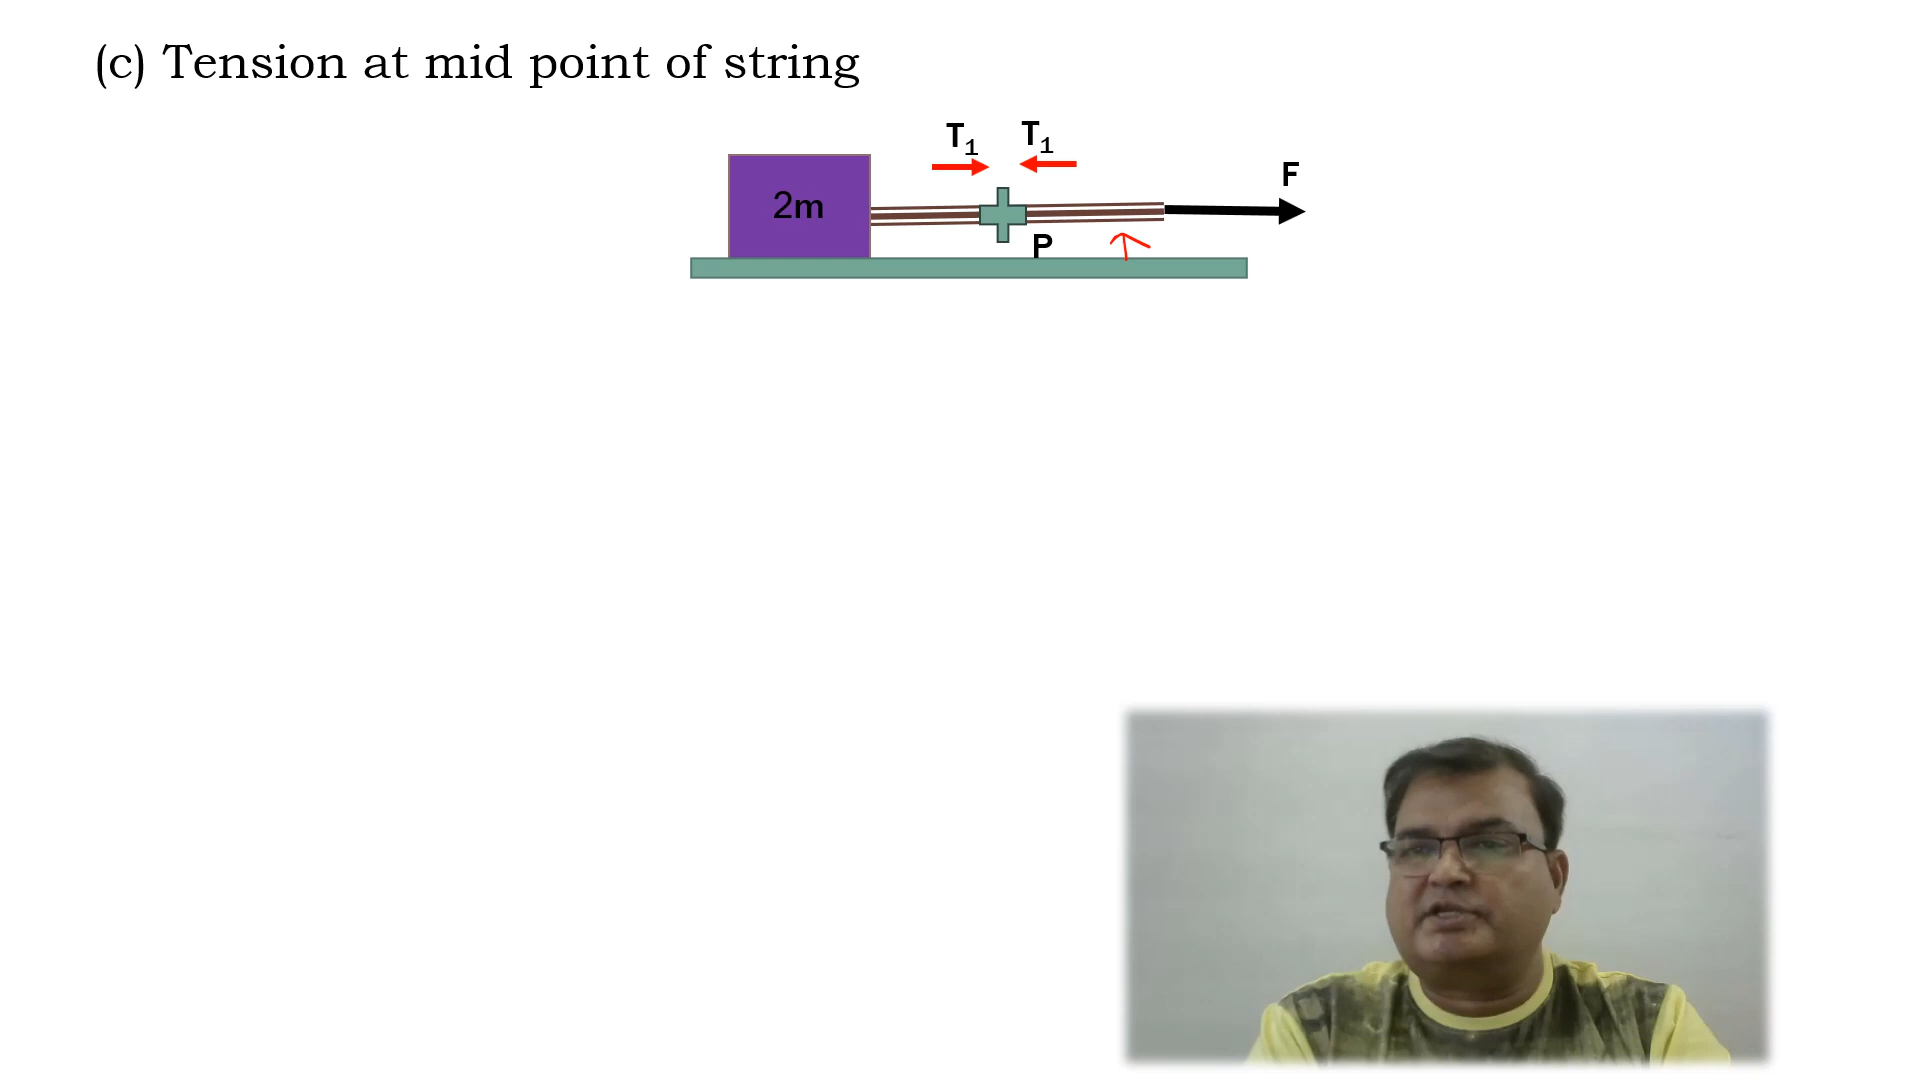 (c) Tension at mid point of string
T₁ T₁
F
2m
P